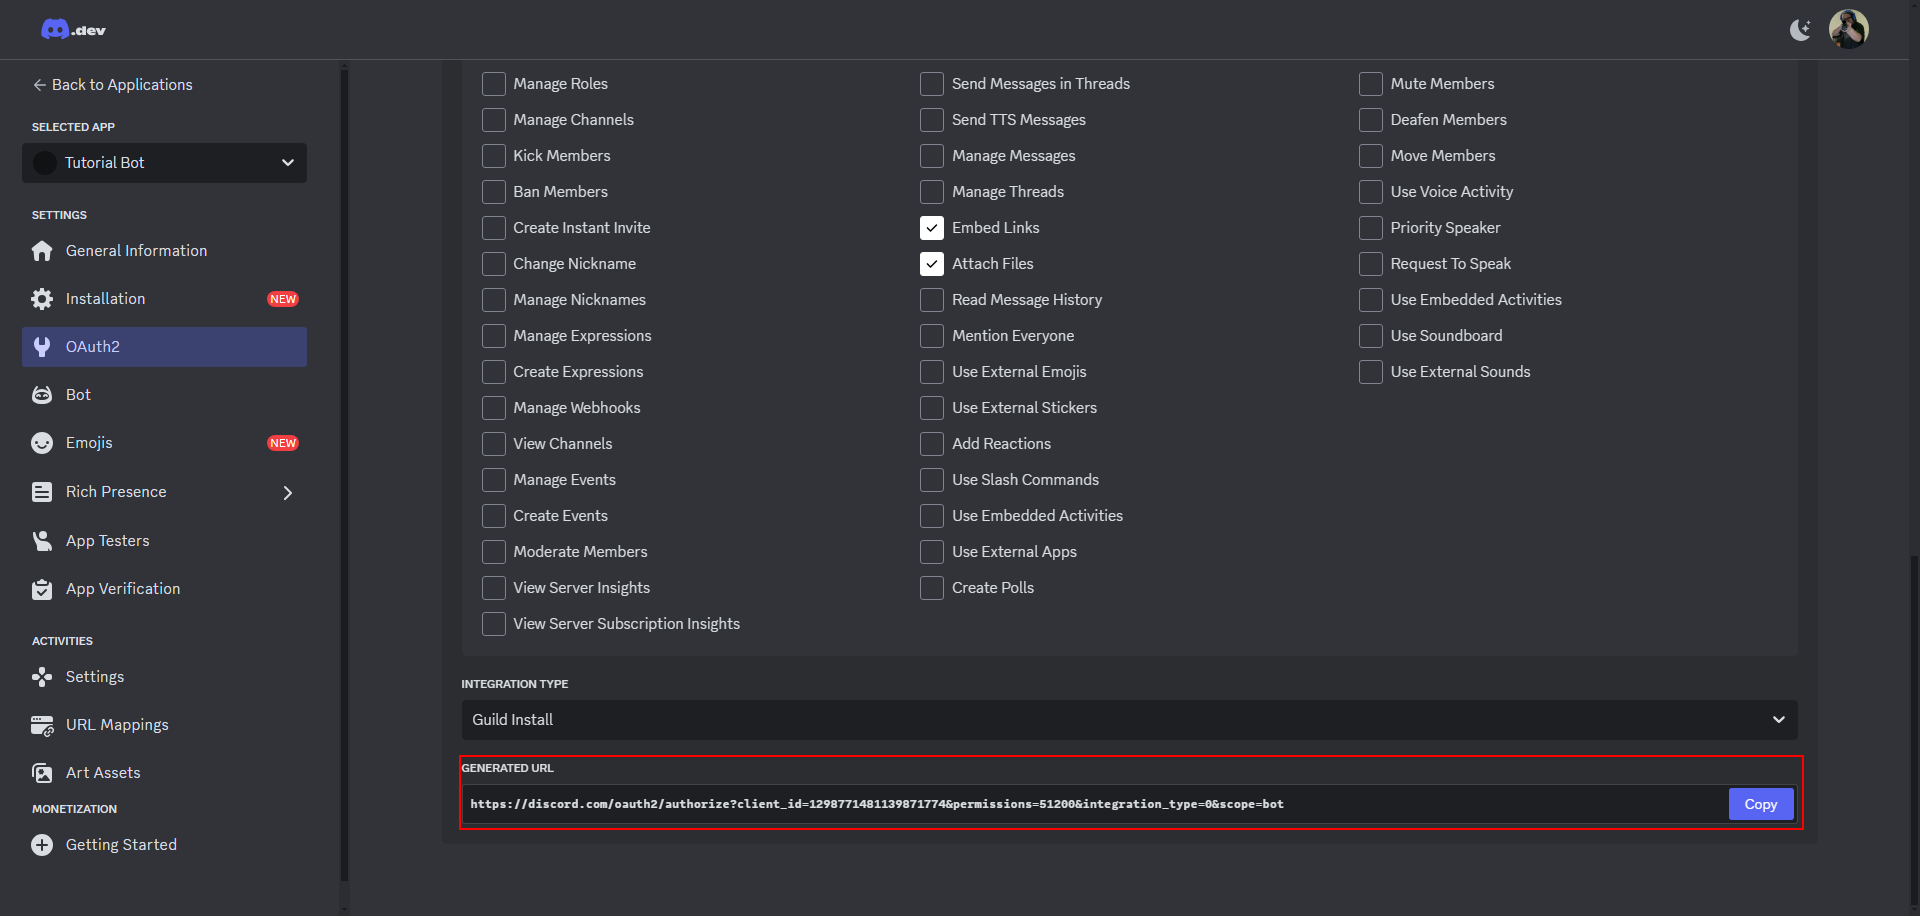 .dev
Back to Applications
SELECTED APP
Tutorial Bot
SETTINGS
General Information
Installation NEW
OAuth2
Bot
Emojis NEW
Rich Presence
App Testers
App Verification
ACTIVITIES
Settings
URL Mappings
Art Assets
MONETIZATION
Getting Started
Manage Roles
Manage Channels
Kick Members
Ban Members
Create Instant Invite
Change Nickname
Manage Nicknames
Manage Expressions
Create Expressions
Manage Webhooks
View Channels
Manage Events
Create Events
Moderate Members
View Server Insights
View Server Subscription Insights
Send Messages in Threads
Send TTS Messages
Manage Messages
Manage Threads
Embed Links
Attach Files
Read Message History
Mention Everyone
Use External Emojis
Use External Stickers
Add Reactions
Use Slash Commands
Use Embedded Activities
Use External Apps
Create Polls
Mute Members
Deafen Members
Move Members
Use Voice Activity
Priority Speaker
Request To Speak
Use Embedded Activities
Use Soundboard
Use External Sounds
INTEGRATION TYPE
Guild Install
GENERATED URL
https://discord.com/oauth2/authorize?client_id=1298771481139871774&permissions=51200&integration_type=0&scope=bot
Copy